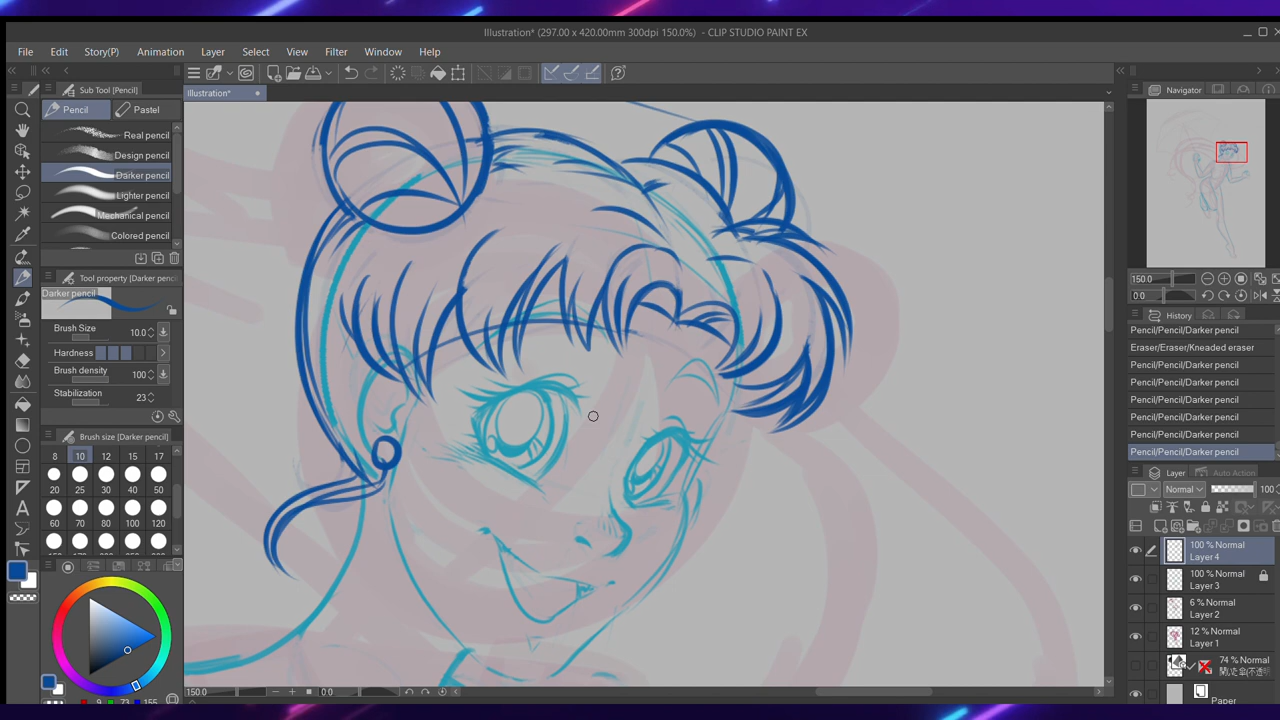 Illustration* (297.00 x 420.00mm 300dpi 150.0%) - CLIP STUDIO PAINT EX
File Edit Story(P) Animation Layer Select View Filter Window Help
Sub Tool [Pencil]
Pencil Pastel
Real pencil
Design pencil
Darker pencil
Lighter pencil
Mechanical pencil
Colored pencil
Tool property [Darker penc
Darker pencil
Brush Size 10.0
Hardness
Brush density 100
Stabilization 23
Brush size [Darker pencil]
8 10 12 15 17
20 25 30 40 50
60 70 80 100 120
Illustration*
150.0 0 0
Navigator
150.0
0 0
History
Pencil/Pencil/Darker pencil
Eraser/Eraser/Kneaded eraser
Pencil/Pencil/Darker pencil
Pencil/Pencil/Darker pencil
Pencil/Pencil/Darker pencil
Pencil/Pencil/Darker pencil
Pencil/Pencil/Darker pencil
Pencil/Pencil/Darker pencil
Layer Auto Action
Normal 100
100 % Normal
Layer 4
100 % Normal
Layer 3
6 % Normal
Layer 2
12 % Normal
Layer 1
74 % Normal
Paper
9 73 155